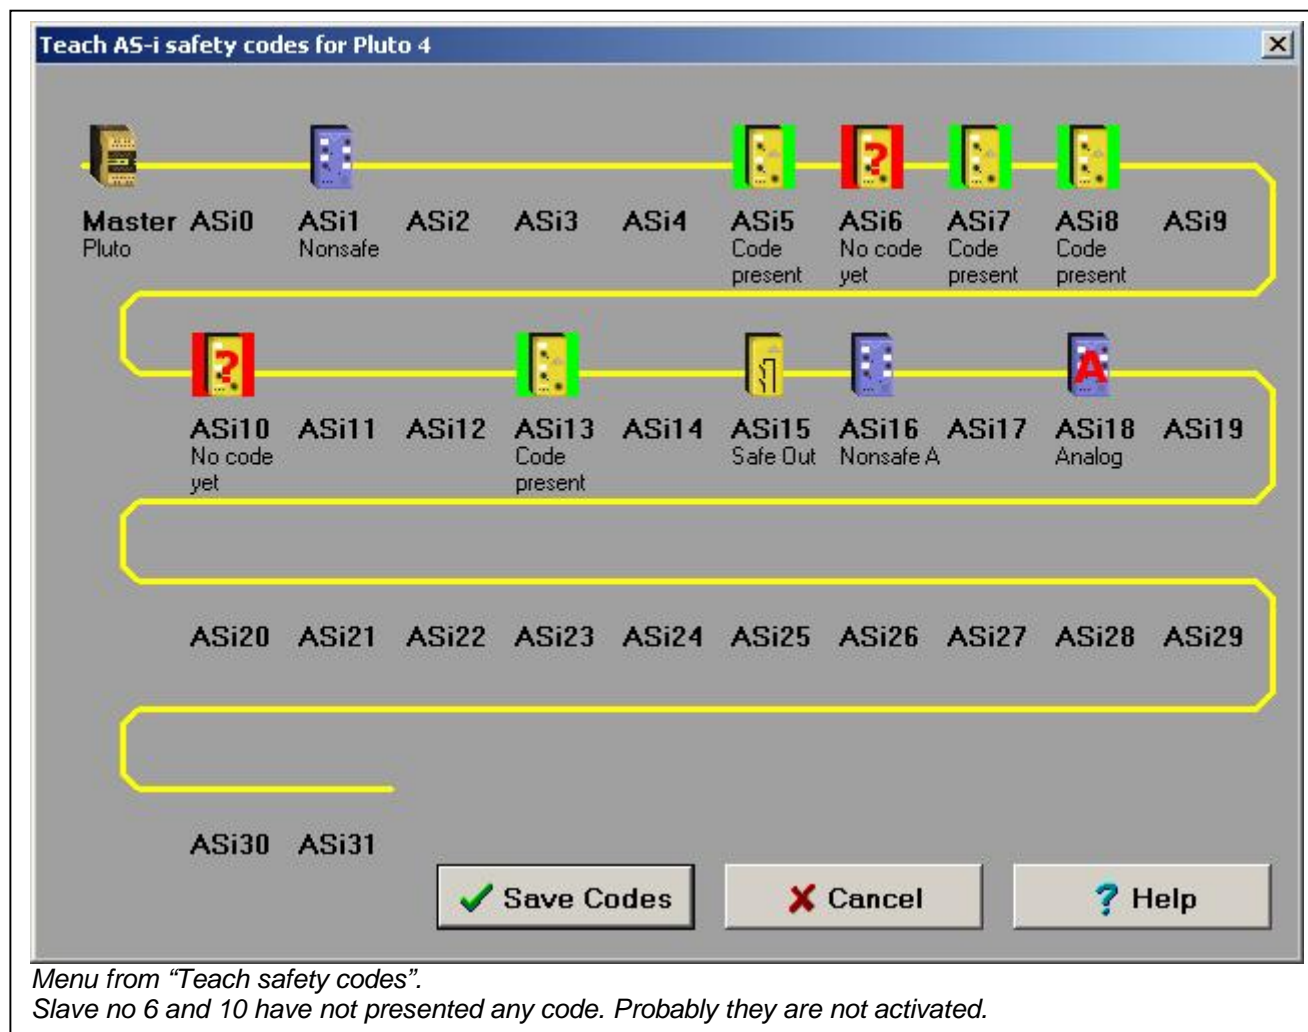 Teach AS-i safety codes for Pluto 4
Master ASi0 ASi1 ASi2 ASi3 ASi4 ASi5 ASi6 ASi7 ASi8 ASi9
Pluto Nonsafe Code No code Code Code
present yet present present
?
?
A
ASi10 ASi11 ASi12 ASi13 ASi14 ASi15 ASi16 ASi17 ASi18 ASi19
No code Code Safe Out Nonsafe A Analog
yet present
ASi20 ASi21 ASi22 ASi23 ASi24 ASi25 ASi26 ASi27 ASi28 ASi29
ASi30 ASi31
Save Codes Cancel ? Help
Menu from “Teach safety codes”.
Slave no 6 and 10 have not presented any code. Probably they are not activated.